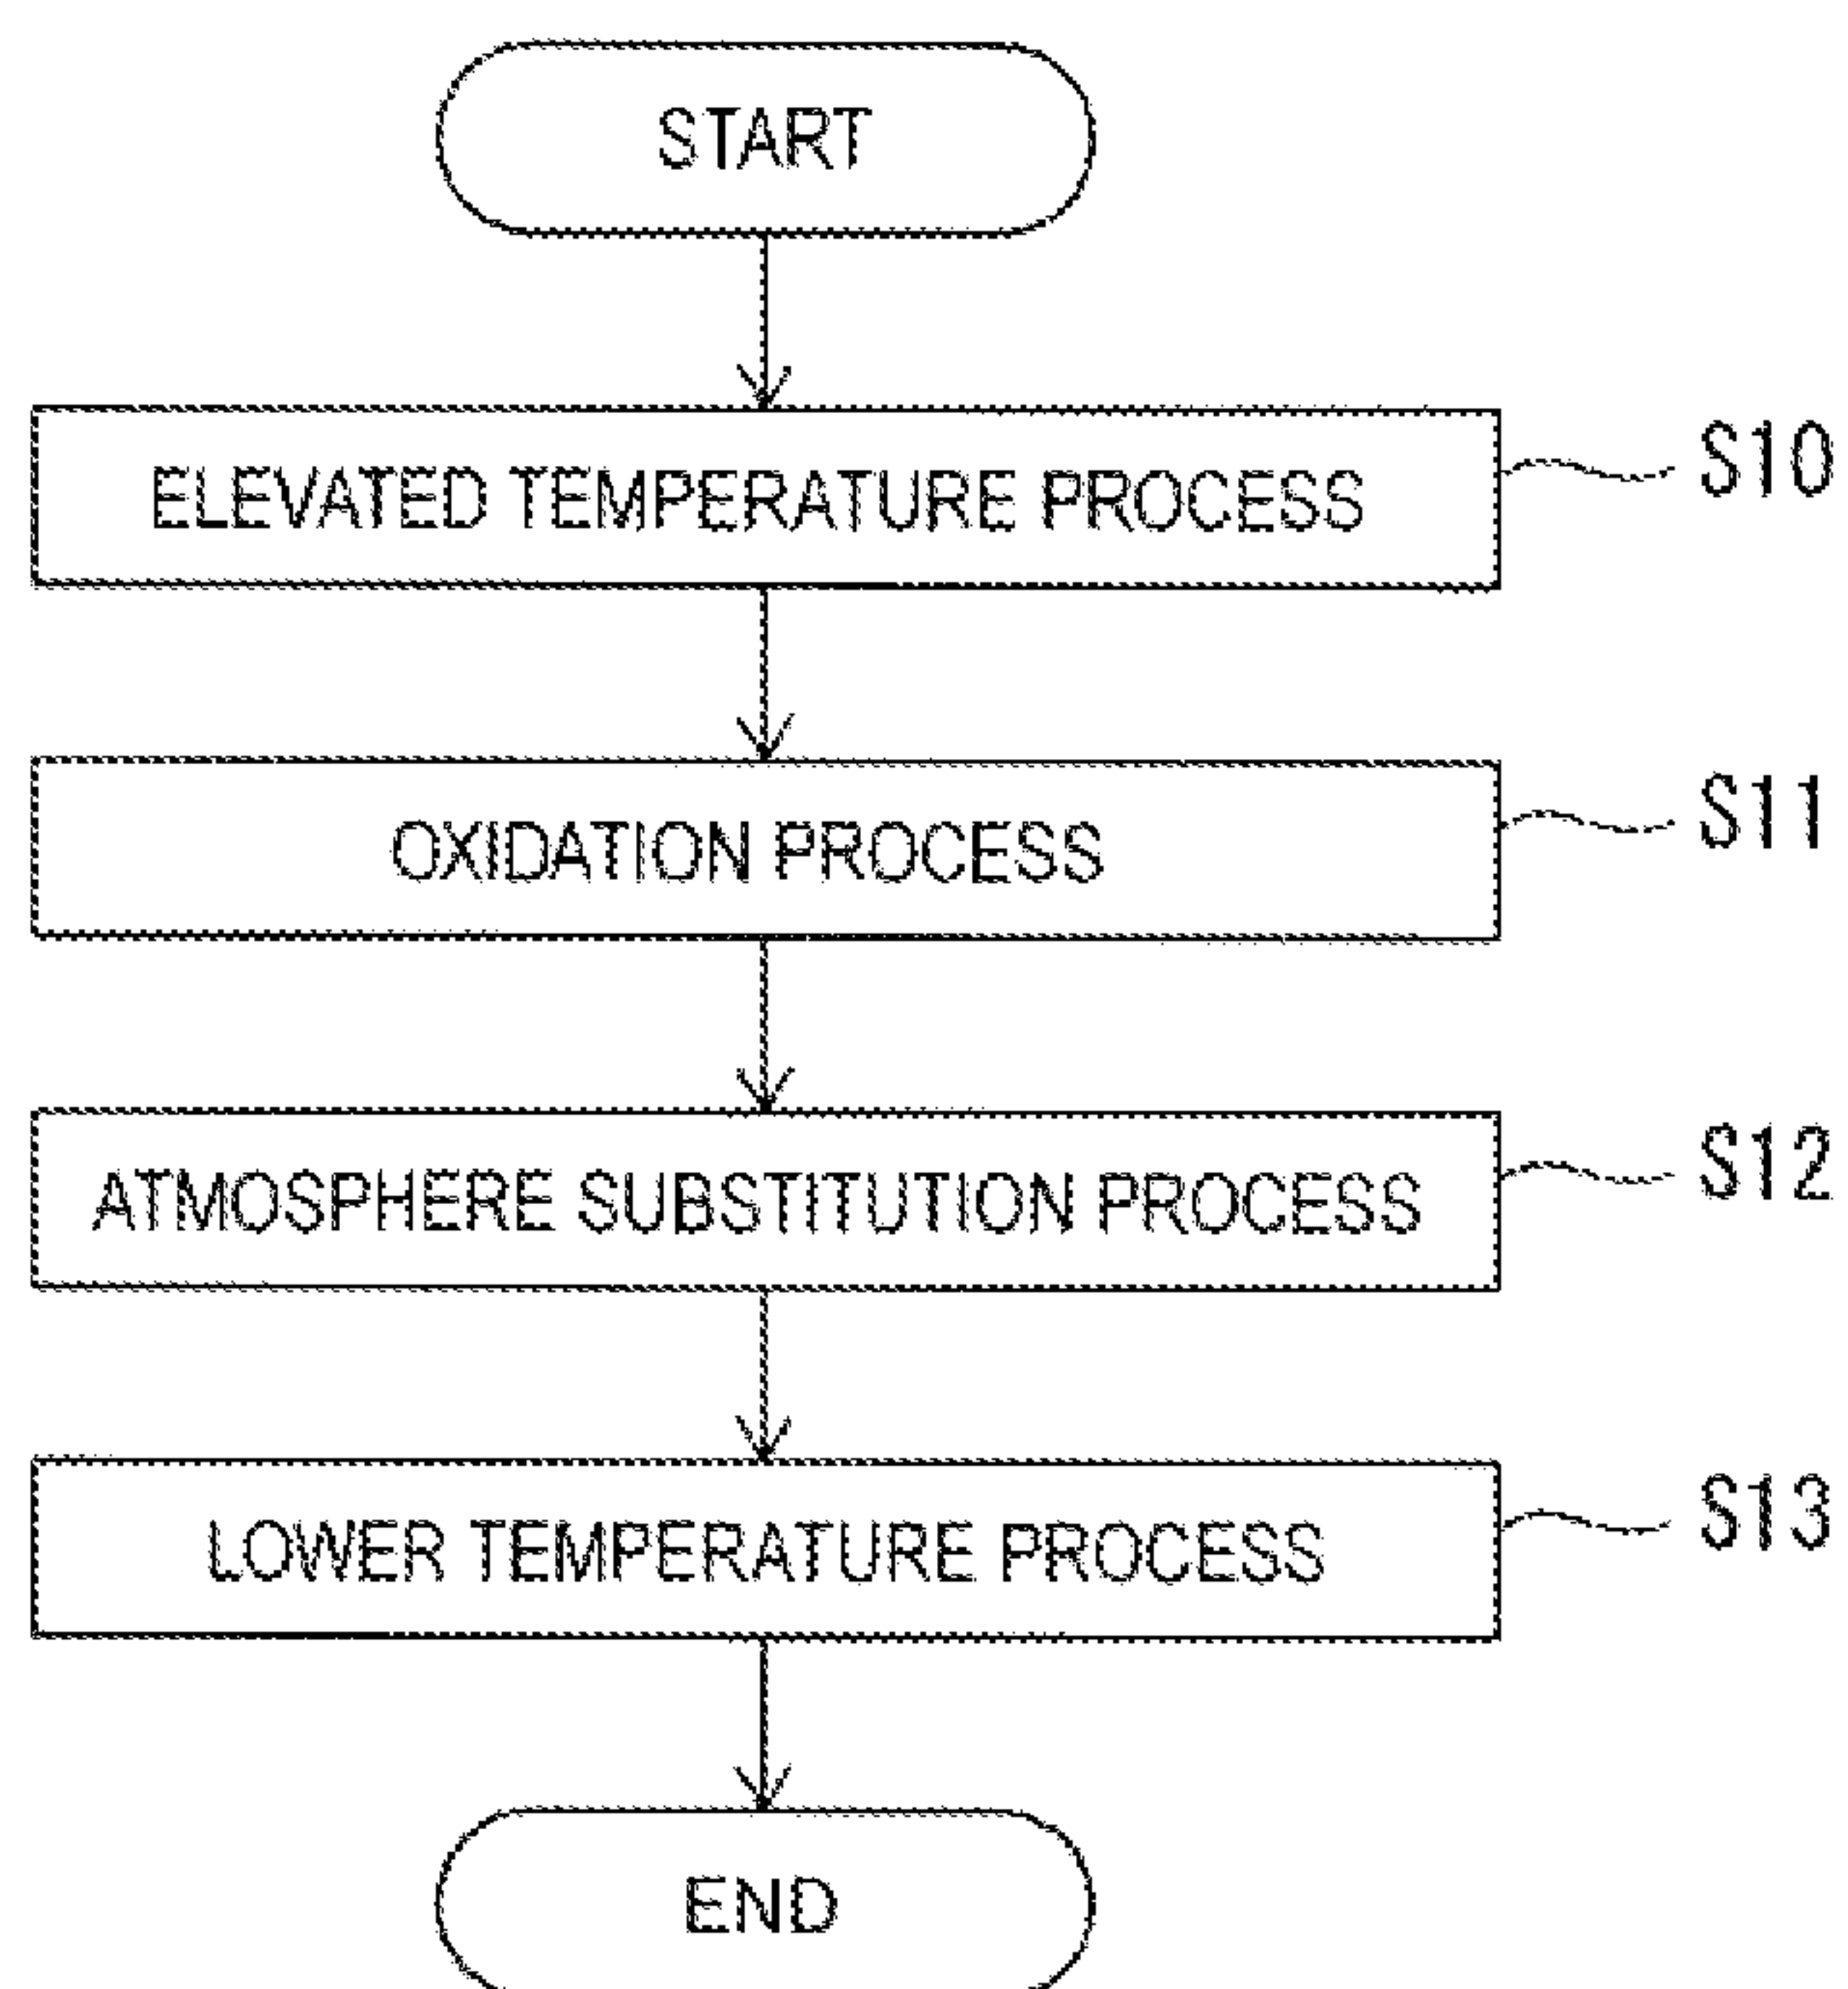 START
ELEVATED TEMPERATURE PROCESS
S10
OXIDATION PROCESS
S11
ATMOSPHERE SUBSTITUTION PROCESS
S12
LOWER TEMPERATURE PROCESS
S13
END